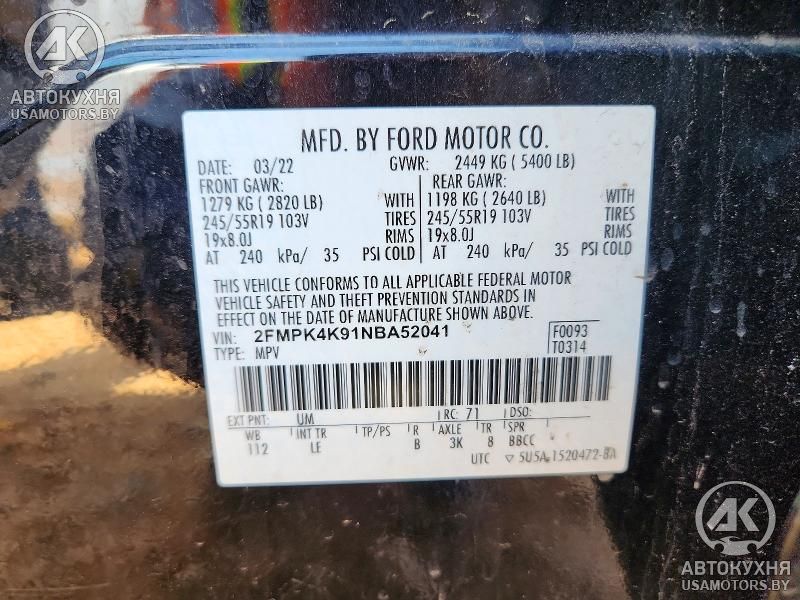 AK
АВТОКУХНЯ
USAMOTORS.BY
MFD. BY FORD MOTOR CO.
DATE: 03/22 GVWR: 2449 KG ( 5400 LB)
FRONT GAWR: REAR GAWR:
1279 KG ( 2820 LB) WITH 1198 KG ( 2640 LB) WITH
245/55R19 103V TIRES 245/55R19 103V TIRES
19x8.0J RIMS 19x8.0J RIMS
AT 240 kPa/ 35 PSI COLD AT 240 kPa/ 35 PSI COLD
THIS VEHICLE CONFORMS TO ALL APPLICABLE FEDERAL MOTOR
VEHICLE SAFETY AND THEFT PREVENTION STANDARDS IN
EFFECT ON THE DATE OF MANUFACTURE SHOWN ABOVE.
VIN: 2FMPK4K91NBA52041 F0093
TYPE: MPV T0314
EXT PNT: UM RC: 71 DSO:
WB INT TR TP/PS R AXLE TR SPR
112 LE B 3K 8 BBCC
UTC ▽ 5U5A-1520472-BA
AK
АВТОКУХНЯ
USAMOTORS.BY